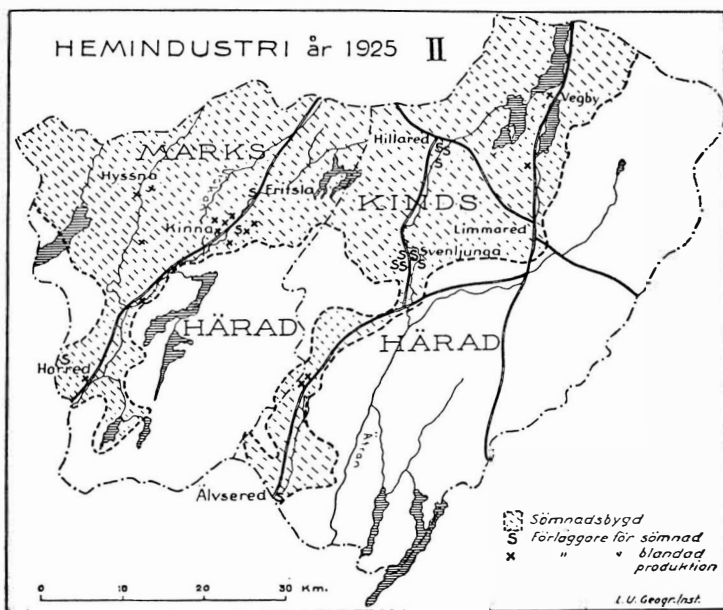 HEMINDUSTRI år 1925 II
Vegby
Hillared
MARKS
Hyssna
Fritsla
KINDS
Kinna
S
Limmared
Svenljunga
HÄRAD
HÄRAD
Horred
Ätran
Älvsered
Sömnadsbygd
S Förläggare för sömnad
x " " blandad
produktion
0 10 20 30 Km.
L.U. Geogr. Inst.